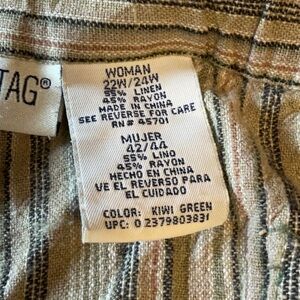 TAG®
WOMAN
22W/24W
55% LINEN
45% RAYON
MADE IN CHINA
SEE REVERSE FOR CARE
RN# 45701
MUJER
42/44
55% LINO
45% RAYON
HECHO EN CHINA
VE EL REVERSO PARA
EL CUIDADO
COLOR: KIWI GREEN
UPC: 0 2379803831